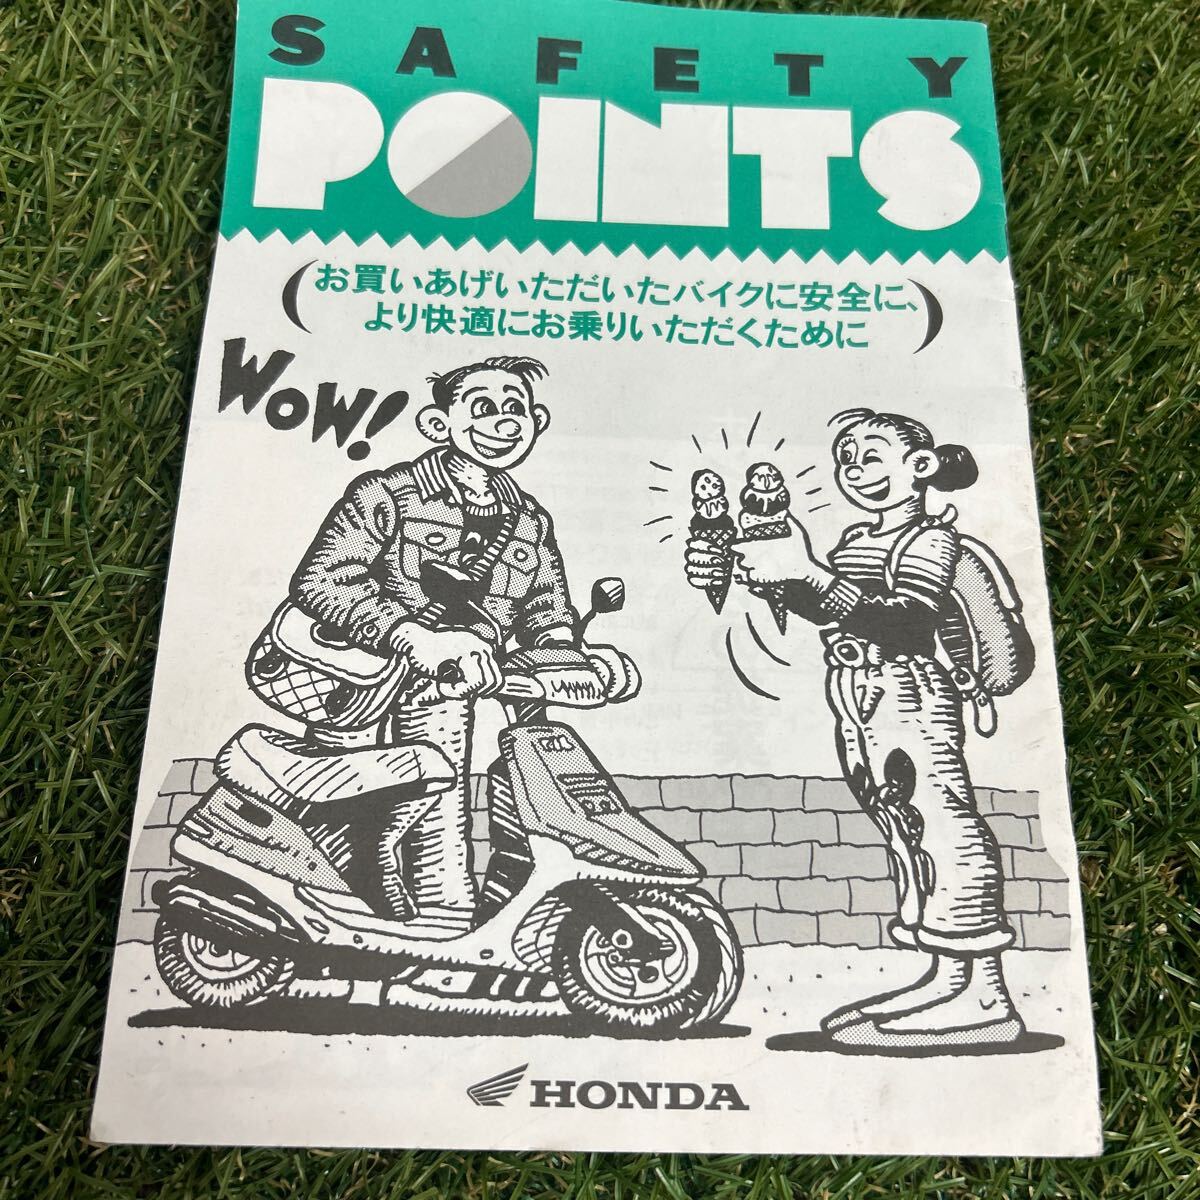 SAFETY
POINTS
(お買いあげいただいたバイクに安全に、
より快適にお乗りいただくために)
WOW!
HONDA